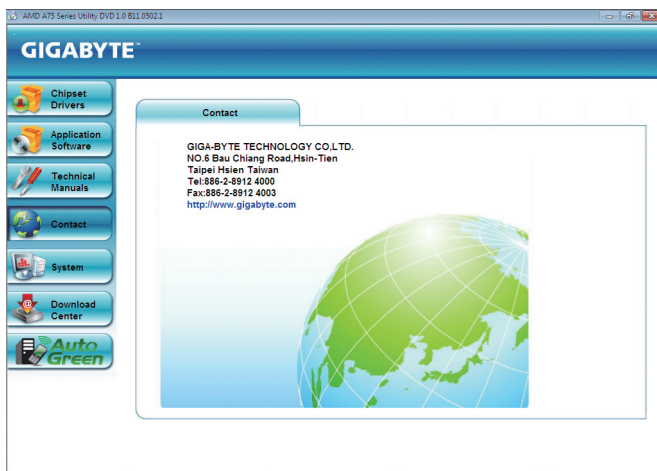 AMD A75 Series Utility DVD 1.0 B11.0502.1
GIGABYTE™
Chipset
Drivers
Application
Software
Technical
Manuals
Contact
System
Download
Center
Auto
Green
Contact
GIGA-BYTE TECHNOLOGY CO,LTD.
NO.6 Bau Chiang Road,Hsin-Tien
Taipei Hsien Taiwan
Tel:886-2-8912 4000
Fax:886-2-8912 4003
http://www.gigabyte.com